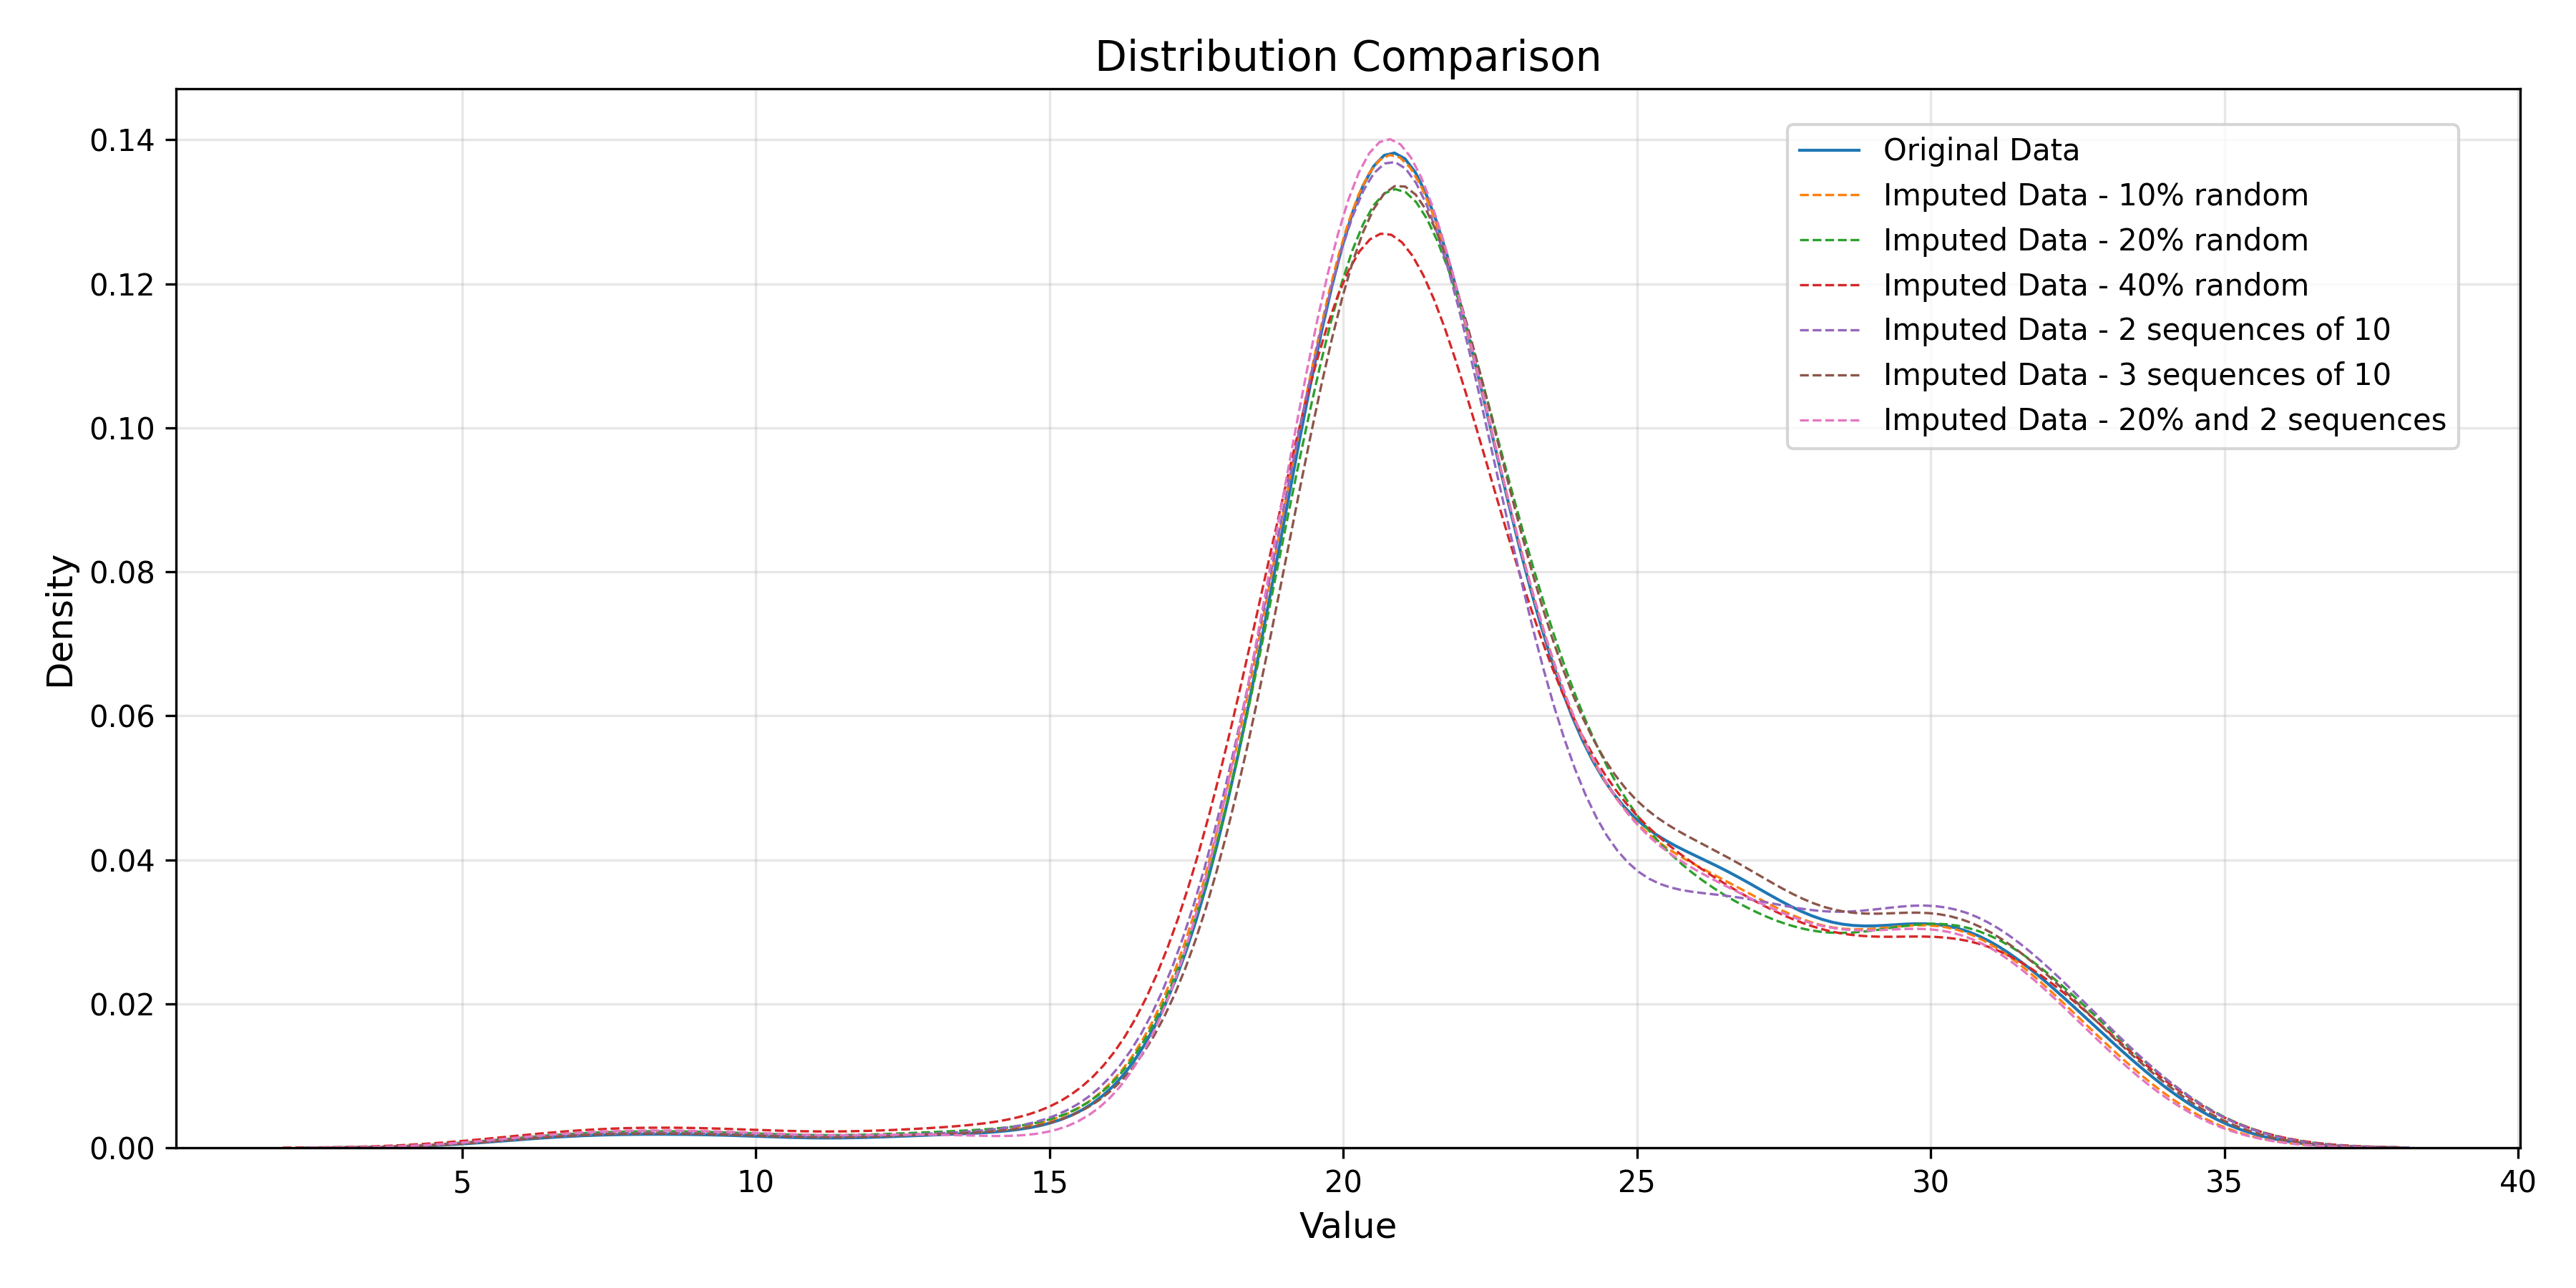 Distribution Comparison
0.14
0.12
0.10
0.08
0.06
0.04
0.02
0.00
Density
Original Data
Imputed Data - 10% random
Imputed Data - 20% random
Imputed Data - 40% random
Imputed Data - 2 sequences of 10
Imputed Data - 3 sequences of 10
Imputed Data - 20% and 2 sequences
5 10 15 20 25 30 35 40
Value